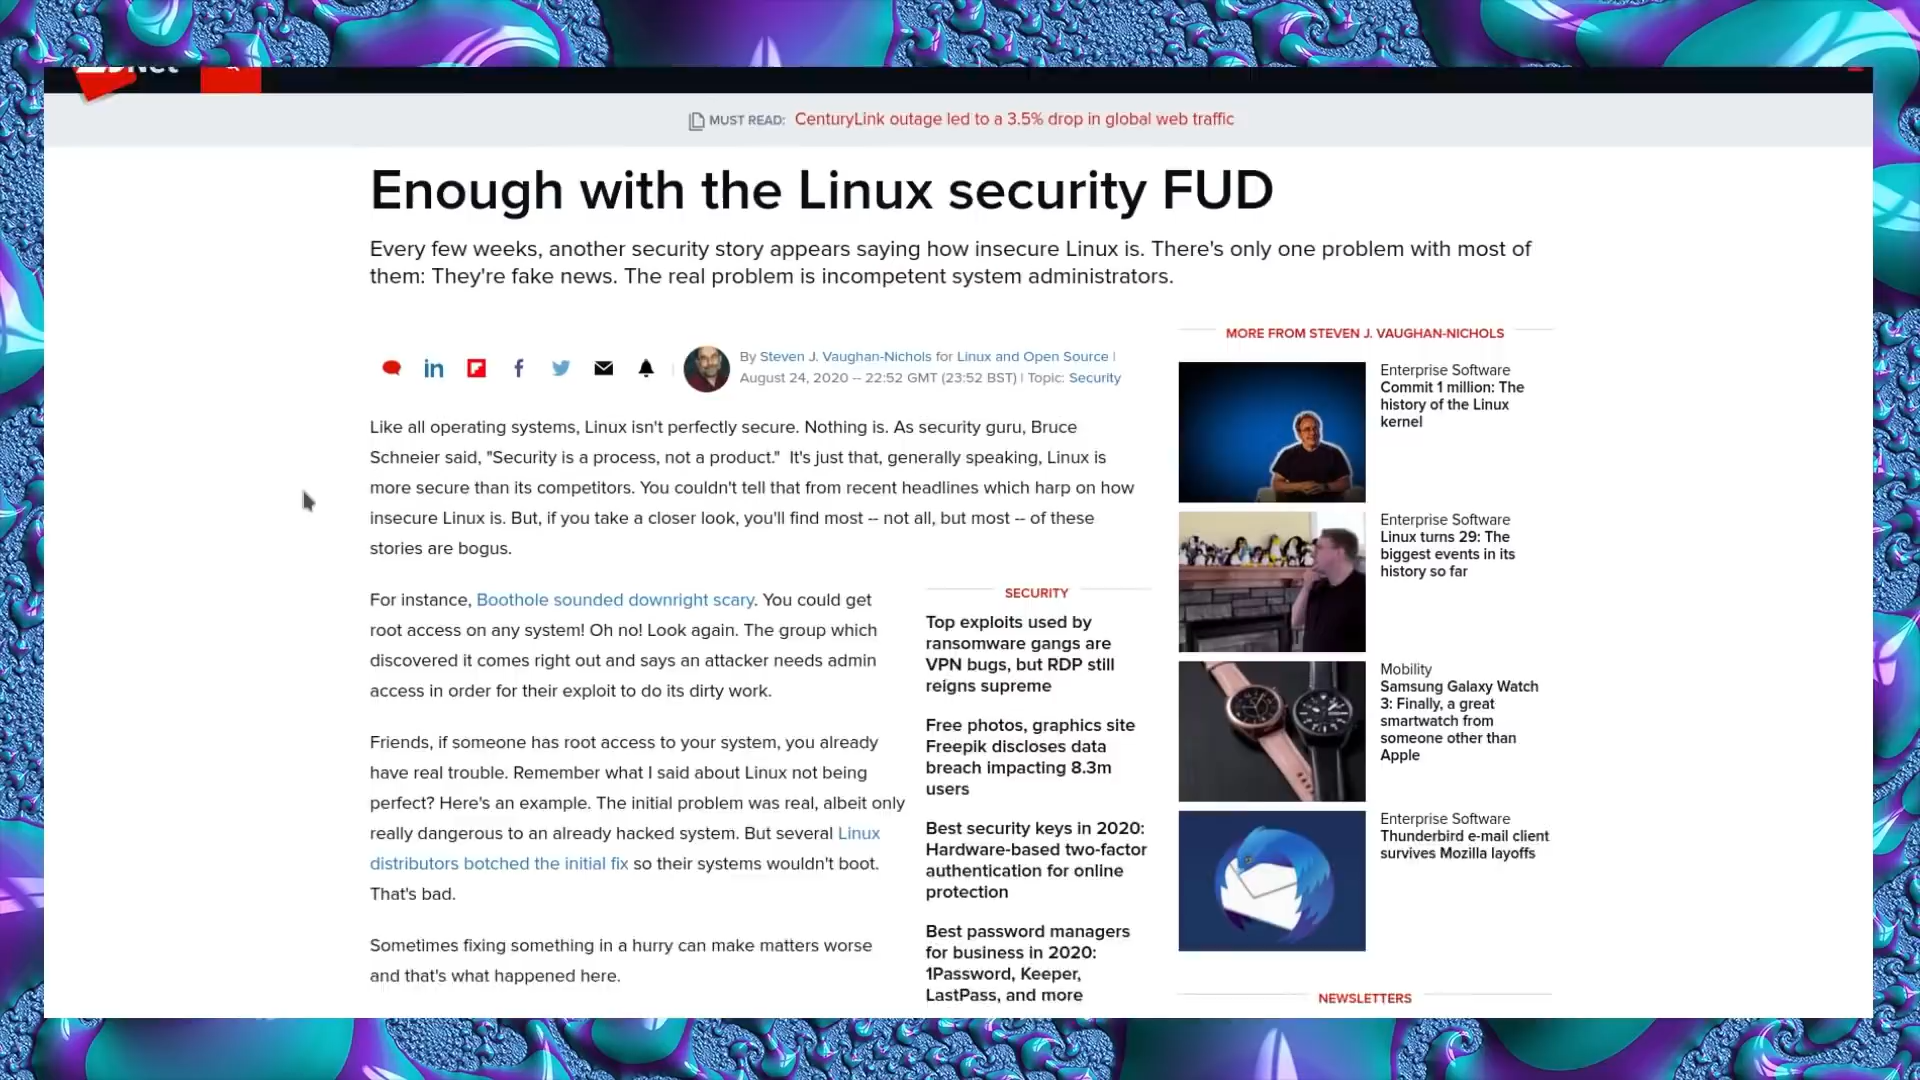 MUST READ: CenturyLink outage led to a 3.5% drop in global web traffic
Enough with the Linux security FUD
Every few weeks, another security story appears saying how insecure Linux is. There's only one problem with most of
them: They're fake news. The real problem is incompetent system administrators.
By Steven J. Vaughan-Nichols for Linux and Open Source |
August 24, 2020 -- 22:52 GMT (23:52 BST) | Topic: Security
Like all operating systems, Linux isn't perfectly secure. Nothing is. As security guru, Bruce
Schneier said, "Security is a process, not a product."  It's just that, generally speaking, Linux is
more secure than its competitors. You couldn't tell that from recent headlines which harp on how
insecure Linux is. But, if you take a closer look, you'll find most -- not all, but most -- of these
stories are bogus.
For instance, Boothole sounded downright scary. You could get
root access on any system! Oh no! Look again. The group which
discovered it comes right out and says an attacker needs admin
access in order for their exploit to do its dirty work.
Friends, if someone has root access to your system, you already
have real trouble. Remember what I said about Linux not being
perfect? Here's an example. The initial problem was real, albeit only
really dangerous to an already hacked system. But several Linux
distributors botched the initial fix so their systems wouldn't boot.
That's bad.
Sometimes fixing something in a hurry can make matters worse
and that's what happened here.
SECURITY
Top exploits used by
ransomware gangs are
VPN bugs, but RDP still
reigns supreme
Free photos, graphics site
Freepik discloses data
breach impacting 8.3m
users
Best security keys in 2020:
Hardware-based two-factor
authentication for online
protection
Best password managers
for business in 2020:
1Password, Keeper,
LastPass, and more
MORE FROM STEVEN J. VAUGHAN-NICHOLS
Enterprise Software
Commit 1 million: The
history of the Linux
kernel
Enterprise Software
Linux turns 29: The
biggest events in its
history so far
Mobility
Samsung Galaxy Watch
3: Finally, a great
smartwatch from
someone other than
Apple
Enterprise Software
Thunderbird e-mail client
survives Mozilla layoffs
NEWSLETTERS